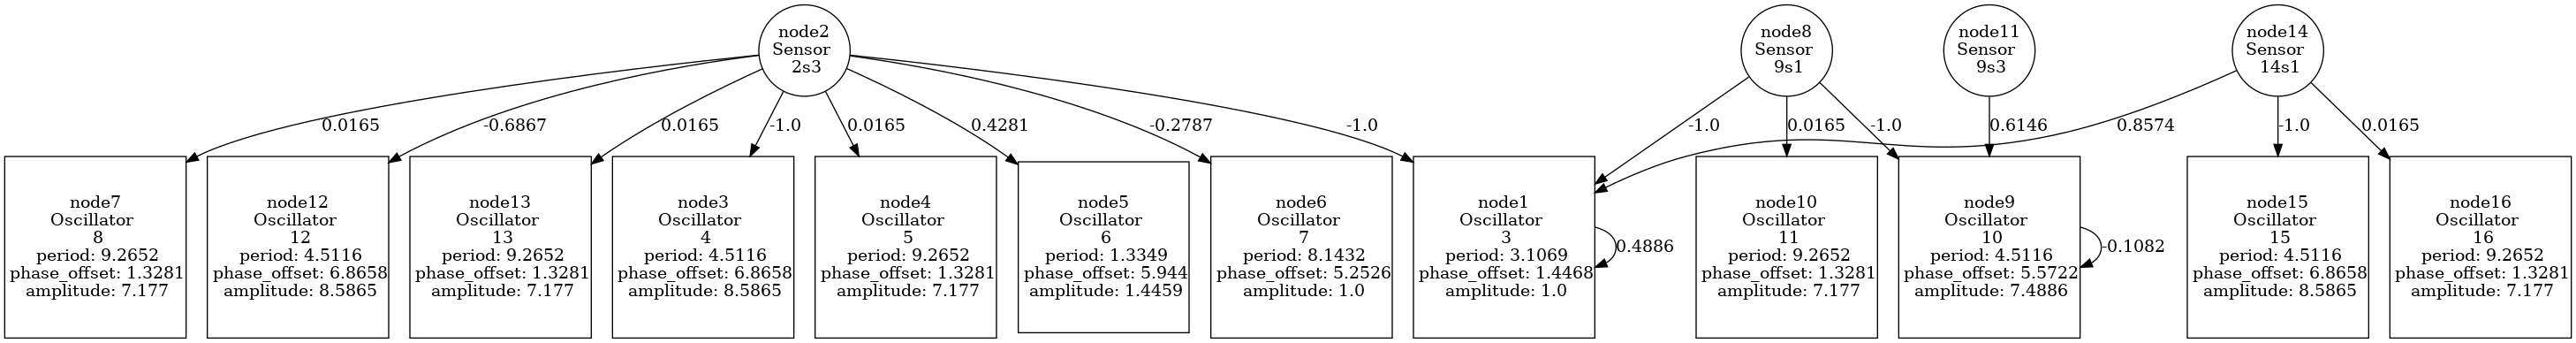 node2
Sensor
2s3
node8
Sensor
9s1
node11
Sensor
9s3
node14
Sensor
14s1
0.0165
-0.6867
0.0165
-1.0
0.0165
0.4281
-0.2787
-1.0
-1.0
0.0165
-1.0
0.6146
0.8574
-1.0
0.0165
node7
Oscillator
8
period: 9.2652
phase_offset: 1.3281
amplitude: 7.177
node12
Oscillator
12
period: 4.5116
phase_offset: 6.8658
amplitude: 8.5865
node13
Oscillator
13
period: 9.2652
phase_offset: 1.3281
amplitude: 7.177
node3
Oscillator
4
period: 4.5116
phase_offset: 6.8658
amplitude: 8.5865
node4
Oscillator
5
period: 9.2652
phase_offset: 1.3281
amplitude: 7.177
node5
Oscillator
6
period: 1.3349
phase_offset: 5.944
amplitude: 1.4459
node6
Oscillator
7
period: 8.1432
phase_offset: 5.2526
amplitude: 1.0
node1
Oscillator
3
period: 3.1069
phase_offset: 1.4468
amplitude: 1.0
0.4886
node10
Oscillator
11
period: 9.2652
phase_offset: 1.3281
amplitude: 7.177
node9
Oscillator
10
period: 4.5116
phase_offset: 5.5722
amplitude: 7.4886
-0.1082
node15
Oscillator
15
period: 4.5116
phase_offset: 6.8658
amplitude: 8.5865
node16
Oscillator
16
period: 9.2652
phase_offset: 1.3281
amplitude: 7.177